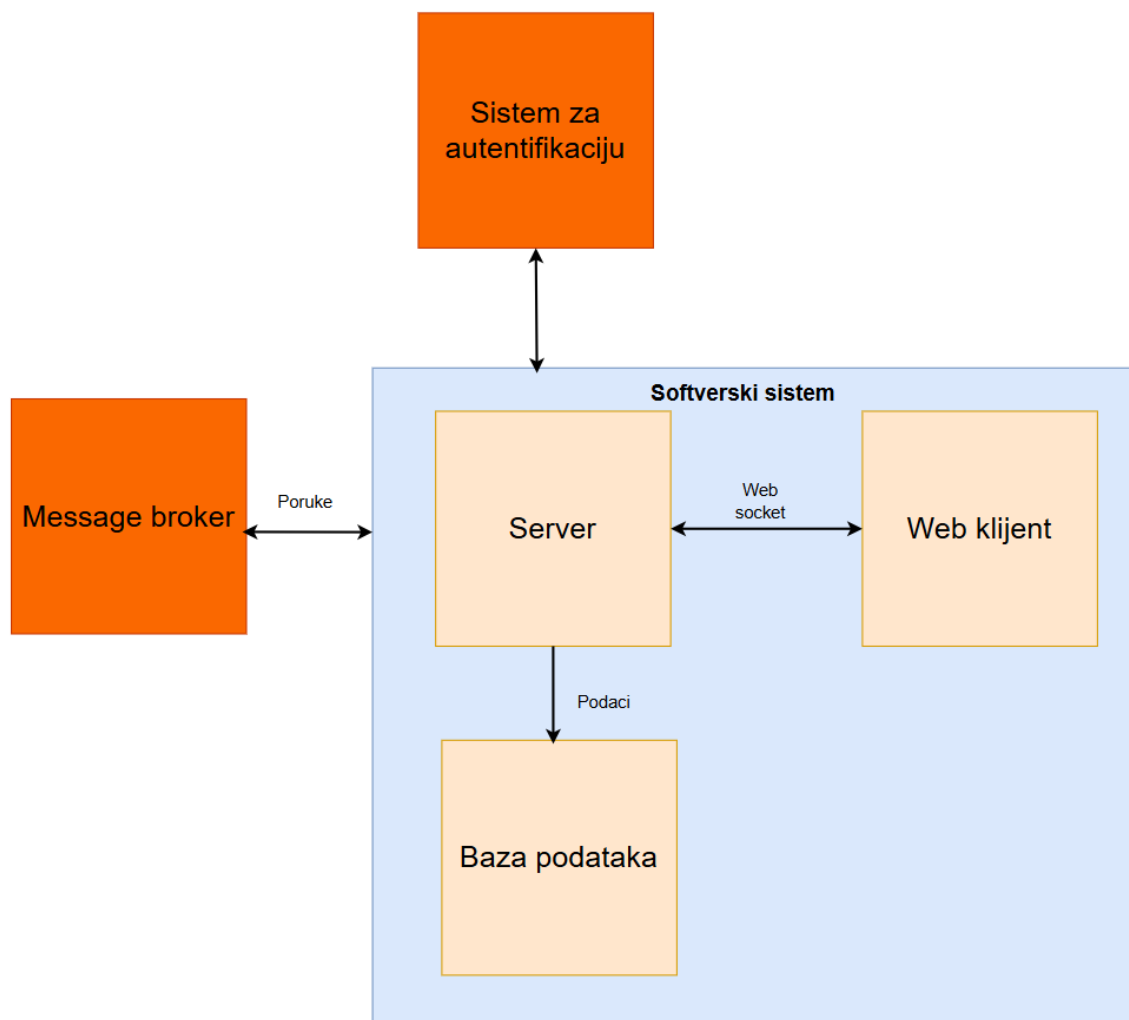 Sistem za
autentifikaciju
Softverski sistem
Message broker
Poruke
Server
Web
socket
Web klijent
Podaci
Baza podataka